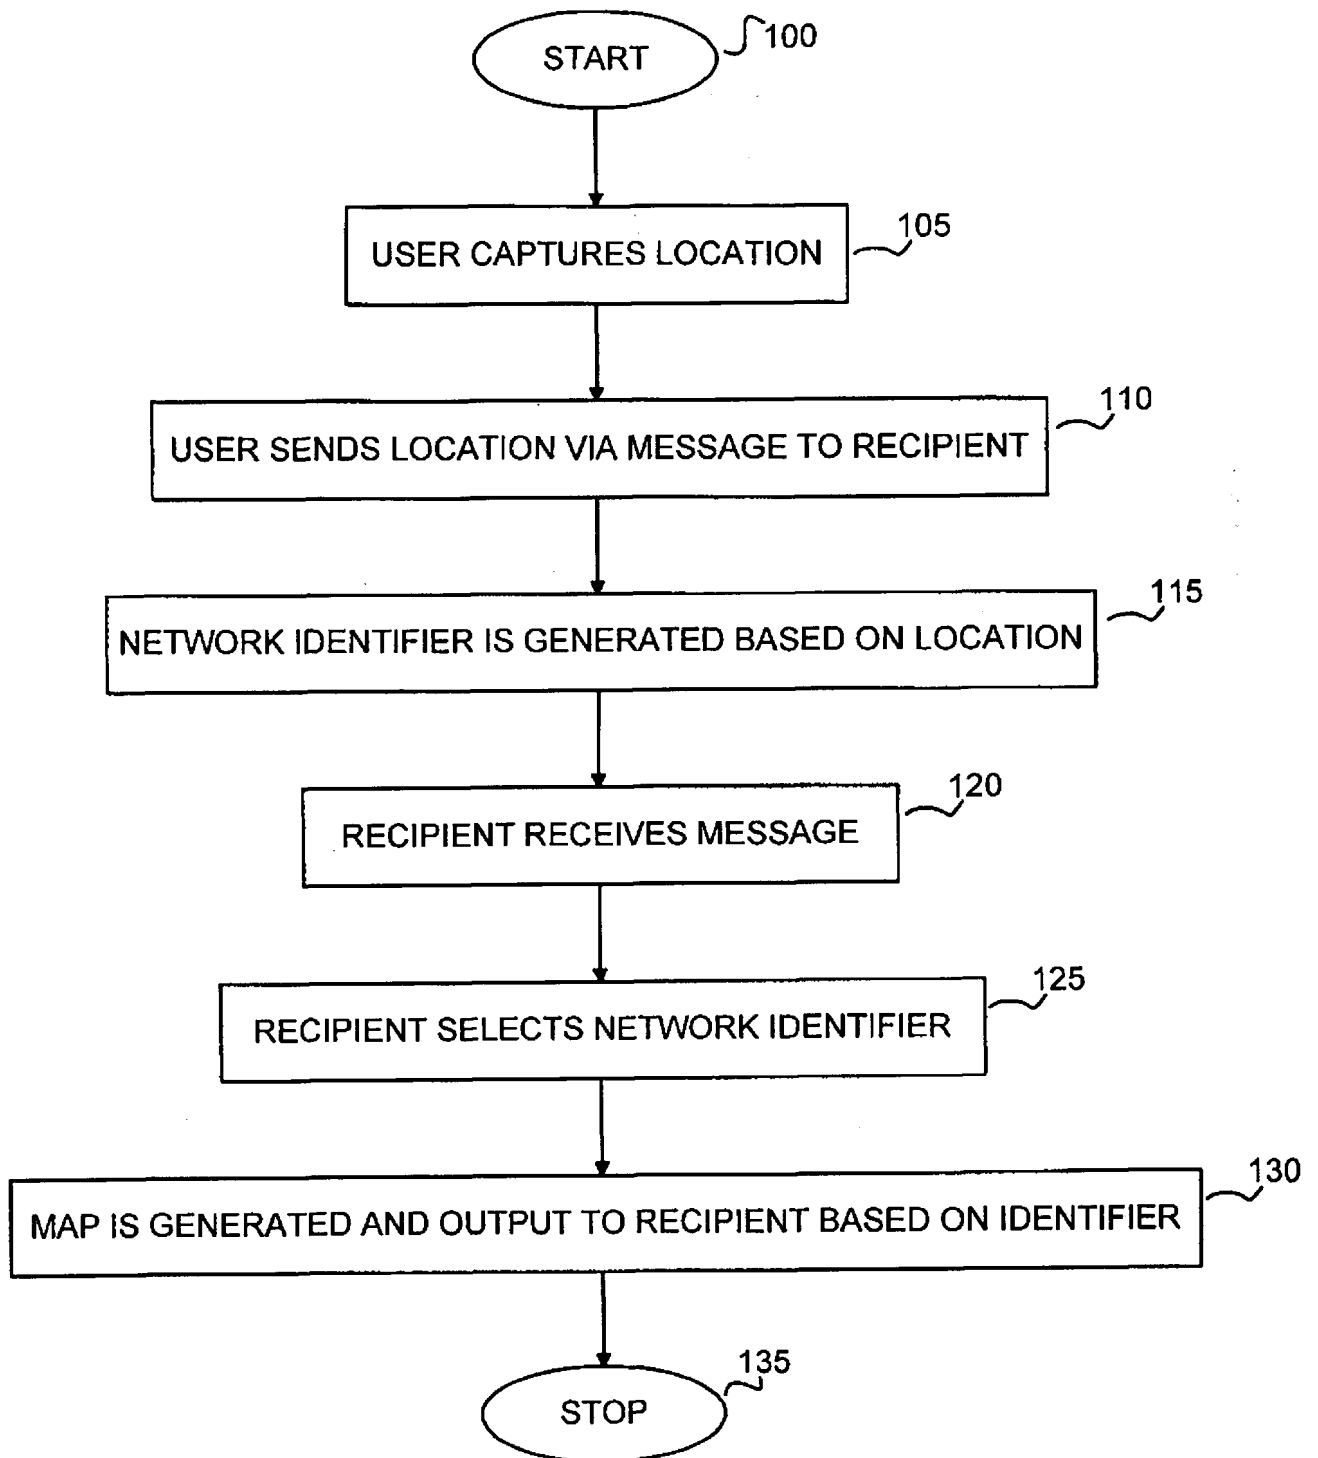 START
100
USER CAPTURES LOCATION
105
USER SENDS LOCATION VIA MESSAGE TO RECIPIENT
110
NETWORK IDENTIFIER IS GENERATED BASED ON LOCATION
115
RECIPIENT RECEIVES MESSAGE
120
RECIPIENT SELECTS NETWORK IDENTIFIER
125
MAP IS GENERATED AND OUTPUT TO RECIPIENT BASED ON IDENTIFIER
130
STOP
135